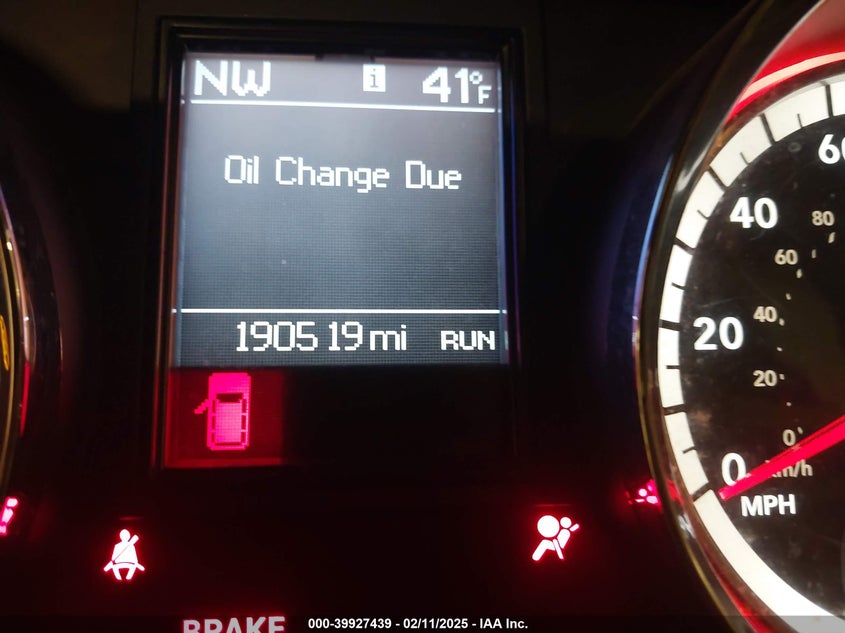 NW i 41°F
Oil Change Due
190519 mi RUN
60
40
20
0
MPH
80
60
40
20
0
km/h
BRAKE
000-39927439 - 02/11/2025 - IAA Inc.